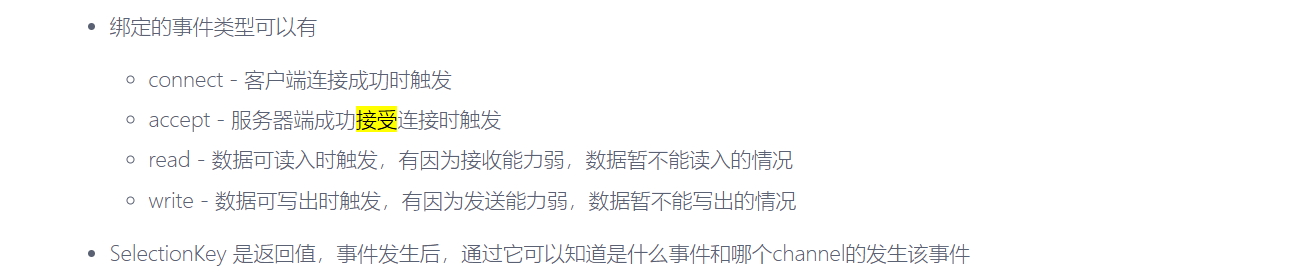 绑定的事件类型可以有
connect - 客户端连接成功时触发
accept - 服务器端成功接受连接时触发
read - 数据可读入时触发，有因为接收能力弱，数据暂不能读入的情况
write - 数据可写出时触发，有因为发送能力弱，数据暂不能写出的情况
SelectionKey 是返回值，事件发生后，通过它可以知道是什么事件和哪个channel的发生该事件